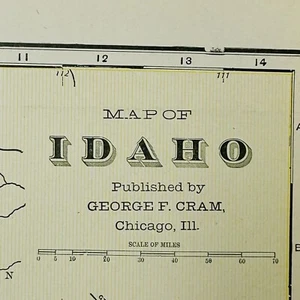 11 12 13 14
112 111
MAP OF
IDAHO
Published by
GEORGE F. CRAM,
Chicago, Ill.
SCALE OF MILES
0 5 10 20 30 40 50 60 70
A
B
N